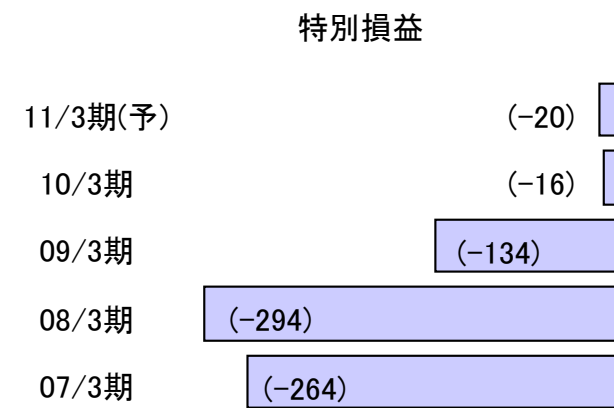 特別損益
11/3期(予) (-20)
10/3期 (-16)
09/3期 (-134)
08/3期 (-294)
07/3期 (-264)